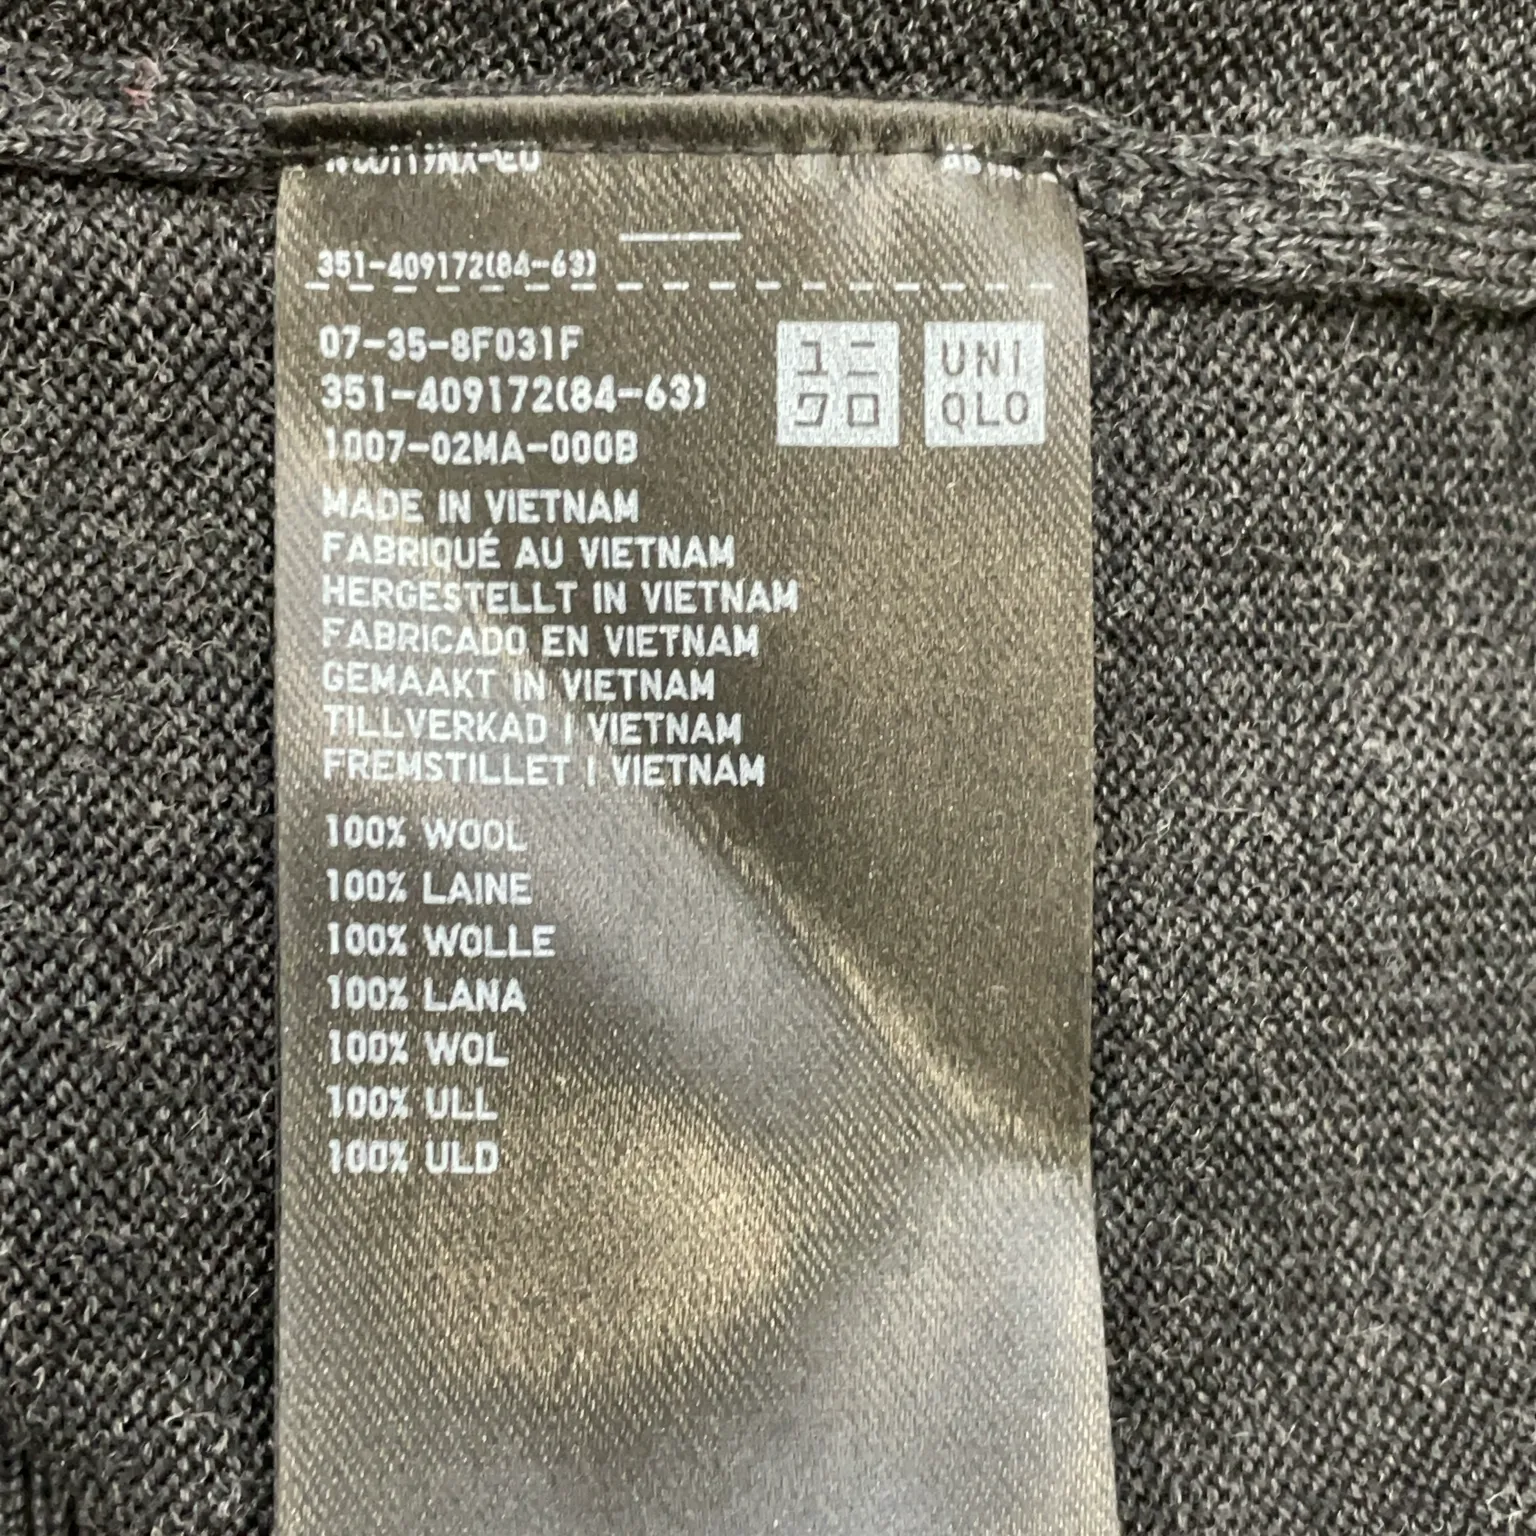 351-409172(84-63)
07-35-8F031F
351-409172(84-63)
1007-02MA-000B
ユニ
クロ
UNI
QLO
MADE IN VIETNAM
FABRIQUÉ AU VIETNAM
HERGESTELLT IN VIETNAM
FABRICADO EN VIETNAM
GEMAAKT IN VIETNAM
TILLVERKAD I VIETNAM
FREMSTILLET I VIETNAM
100% WOOL
100% LAINE
100% WOLLE
100% LANA
100% WOL
100% ULL
100% ULD